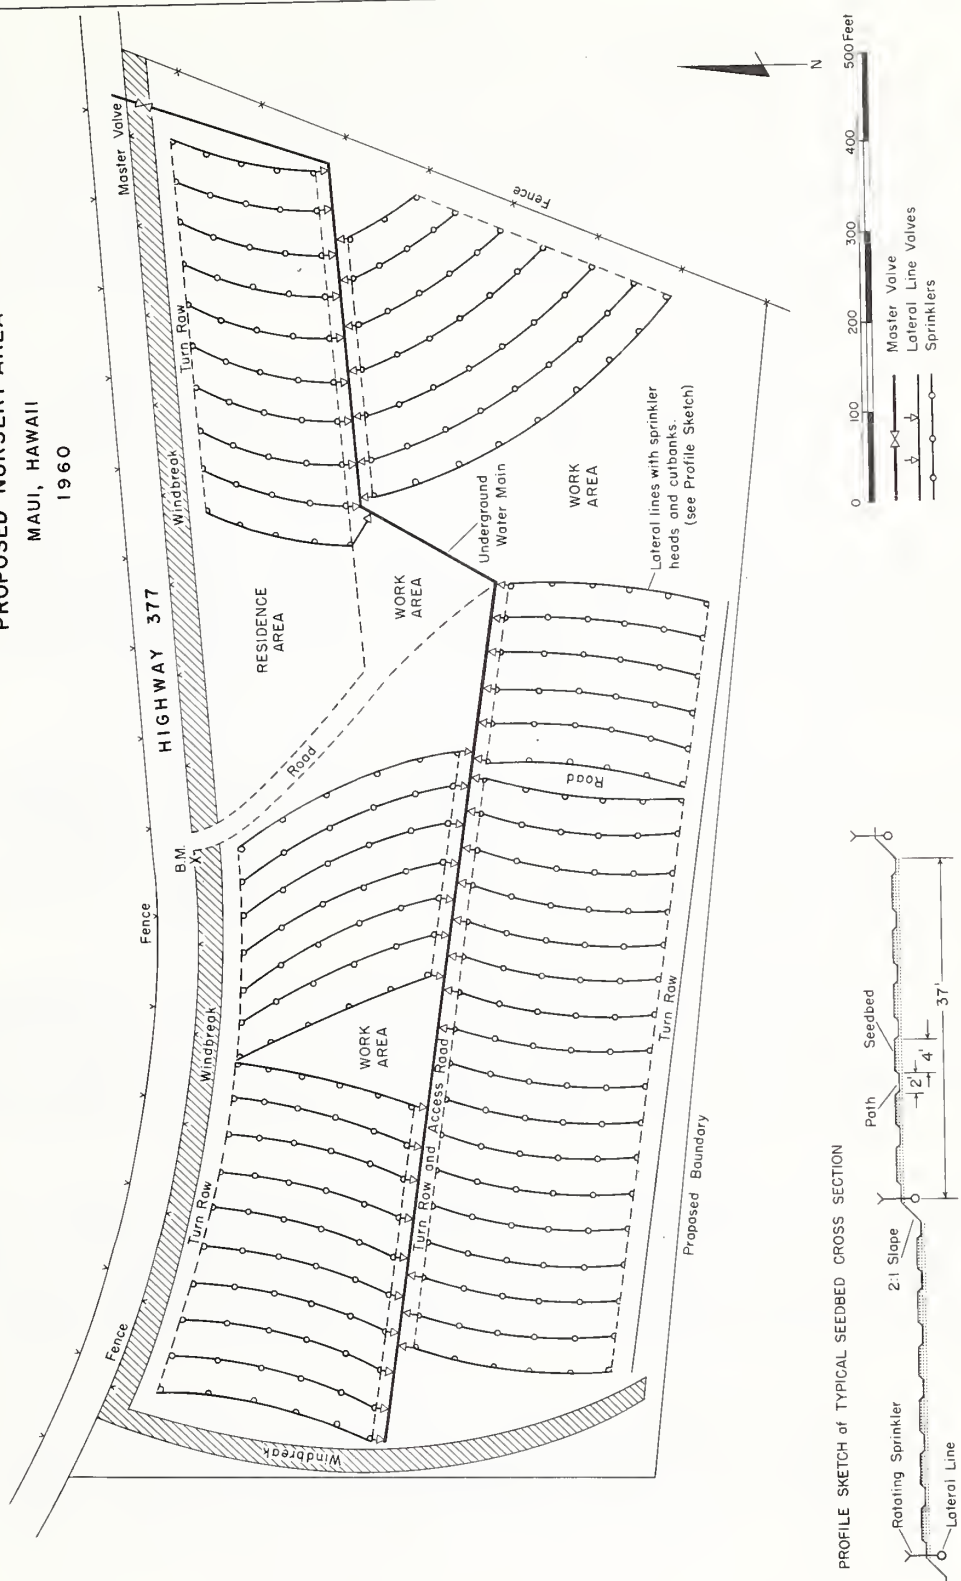 PROPOSED NURSERY AREA
MAUI, HAWAII
1960
Fence
Fence
Fence
HIGHWAY 377
B.M.
X
Master Valve
Windbreak
Windbreak
Windbreak
Turn Row
Turn Row
Road
RESIDENCE
AREA
WORK
AREA
WORK
AREA
WORK
AREA
Underground
Water Main
Lateral lines with sprinkler
heads and cutbanks.
(see Profile Sketch)
Turn Row and Access Road
Road
Turn Row
Proposed Boundary
N
0 100 200 300 400 500 Feet
Master Valve
Lateral Line Valves
Sprinklers
PROFILE SKETCH of TYPICAL SEEDBED CROSS SECTION
Rotating Sprinkler
Lateral Line
2:1 Slope
Path
Seedbed
2'
4'
37'